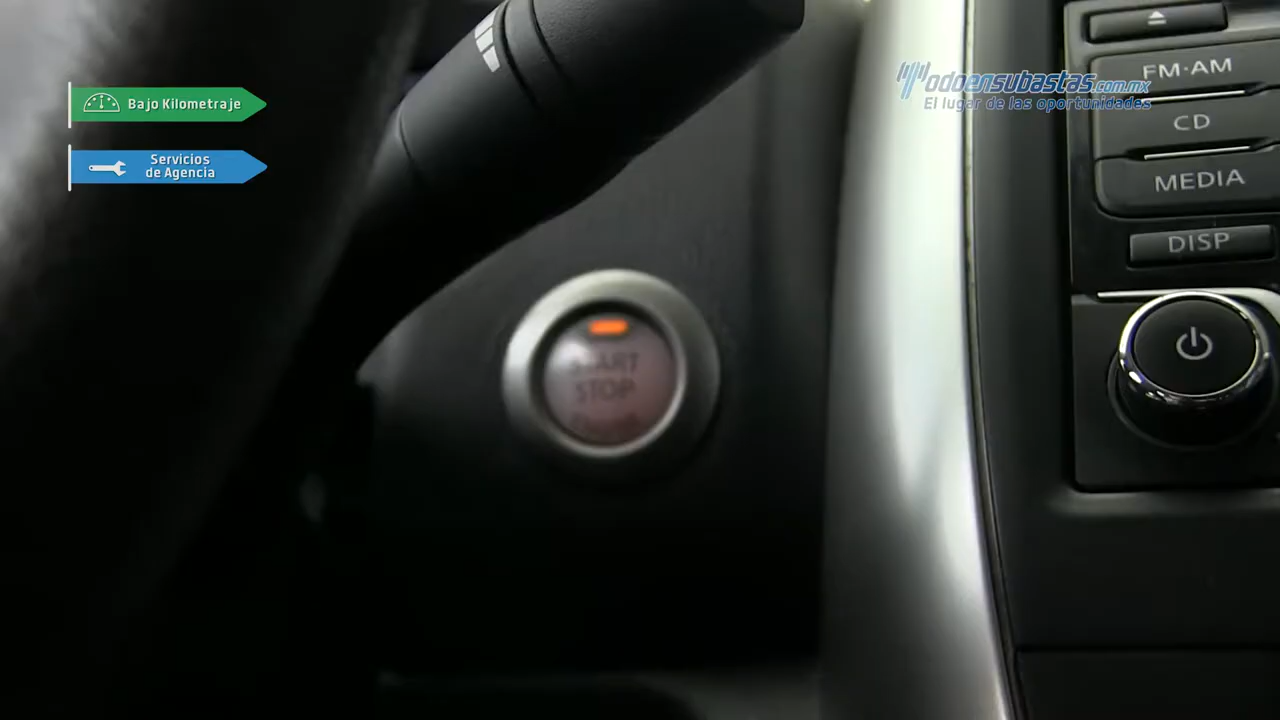 Bajo Kilometraje
Servicios
de Agencia
todoensubastas.com.mx
El lugar de las oportunidades
FM·AM
CD
MEDIA
DISP
START
STOP